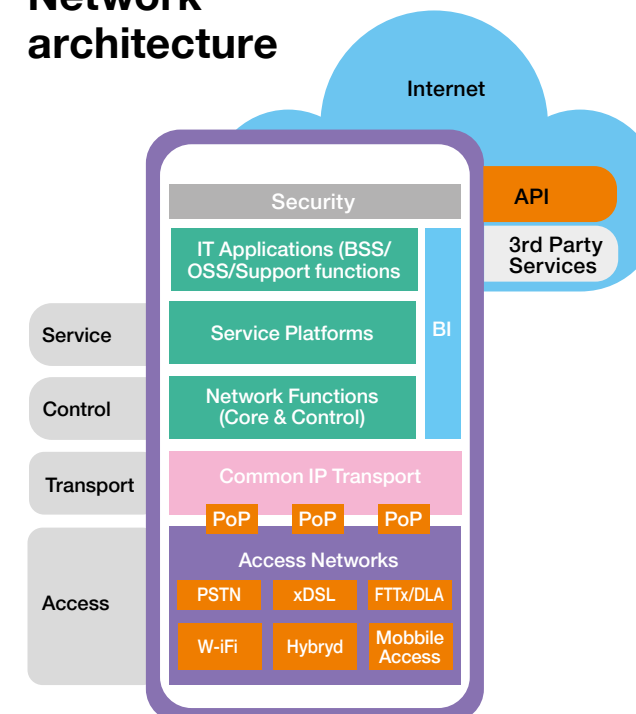 Network
architecture
Internet
Security
API
IT Applications (BSS/
OSS/Support functions
3rd Party
Services
BI
Service
Service Platforms
Control
Network Functions
(Core & Control)
Transport
Common IP Transport
PoP PoP PoP
Access
Access Networks
PSTN xDSL FTTx/DLA
W-iFi Hybryd Mobbile
Access